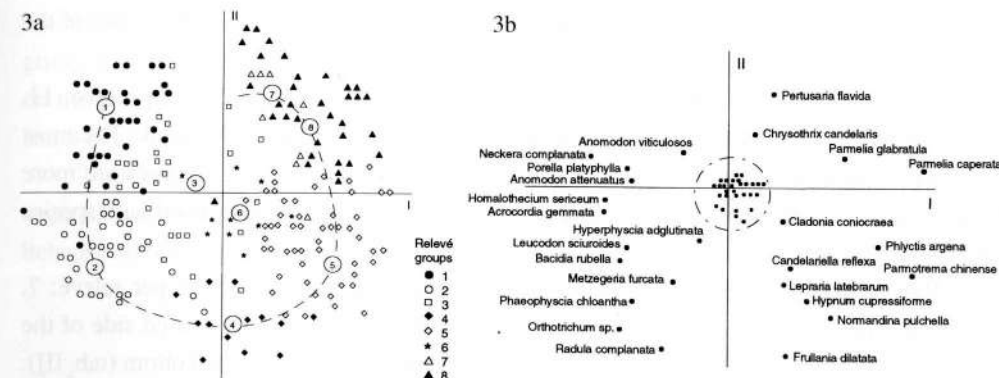 3a
II
I
1
2
3
4
5
6
7
8
Relevé
groups
1
2
3
4
5
6
7
8
3b
II
I
Pertusaria flavida
Chrysothrix candelaris
Parmelia glabratula
Parmelia caperata
Anomodon viticulosus
Neckera complanata
Porella platyphylla
Anomodon attenuatus
Homalothecium sericeum
Acrocordia gemmata
Hyperphyscia adglutinata
Leucodon sciuroides
Bacidia rubella
Metzegeria furcata
Phaeophyscia chloantha
Orthotrichum sp.
Radula complanata
Cladonia coniocraea
Phlyctis argena
Candelariella reflexa
Parmotrema chinense
Lepraria latebrarum
Hypnum cupressiforme
Normandina pulchella
Frullania dilatata